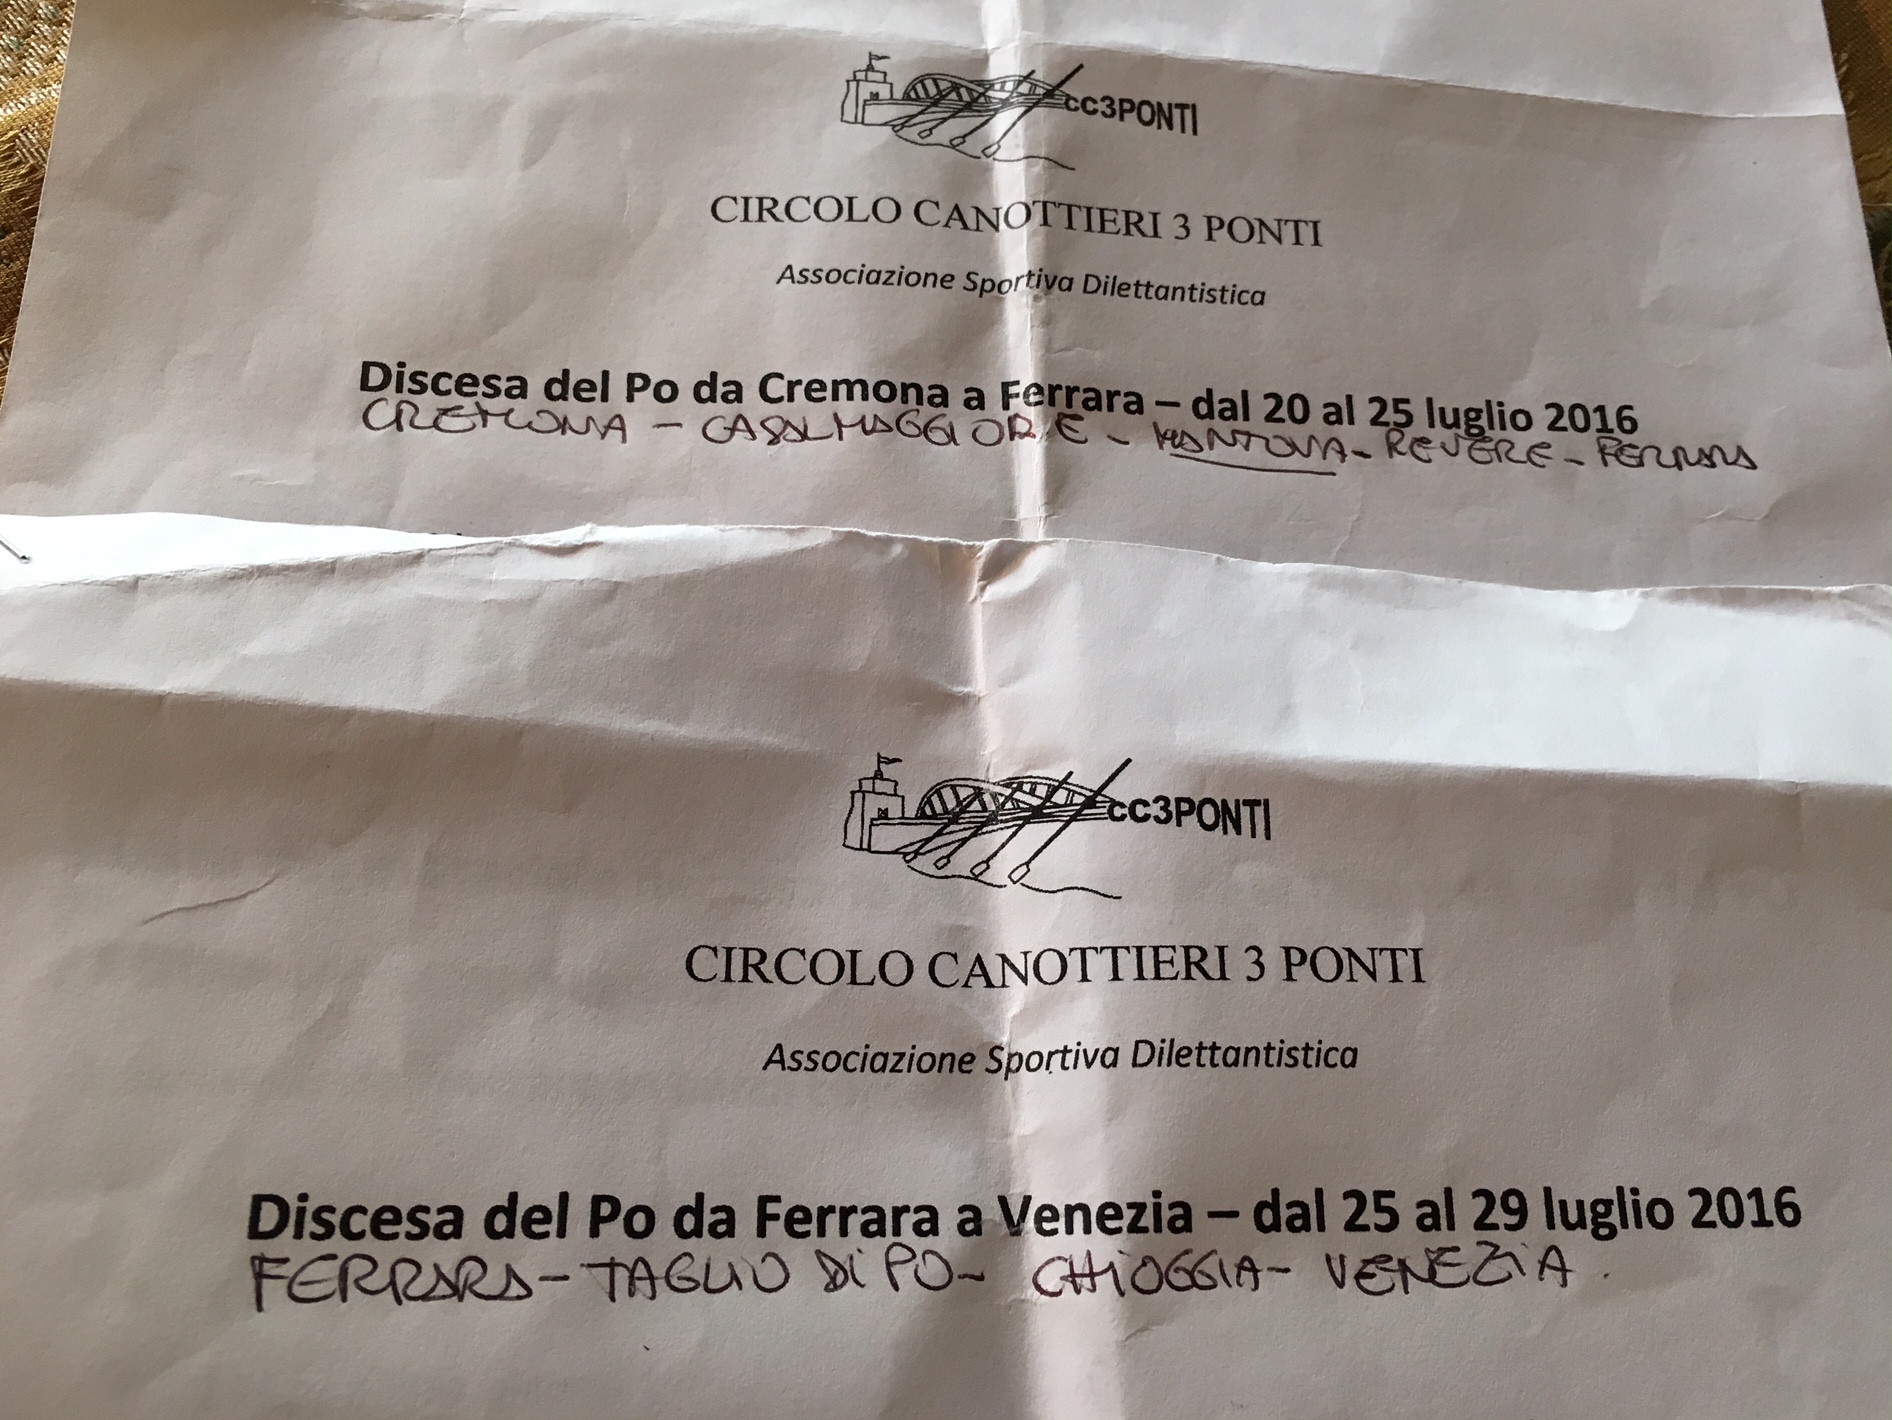 cc3PONTI
CIRCOLO CANOTTIERI 3 PONTI
Associazione Sportiva Dilettantistica
Discesa del Po da Cremona a Ferrara – dal 20 al 25 luglio 2016
CREMONA - CASALMAGGIORE - MANTOVA - REVERE - FERRARA
cc3PONTI
CIRCOLO CANOTTIERI 3 PONTI
Associazione Sportiva Dilettantistica
Discesa del Po da Ferrara a Venezia – dal 25 al 29 luglio 2016
FERRARA - TAGLIO Di PO - CHiOGGIA - VENEZiA.